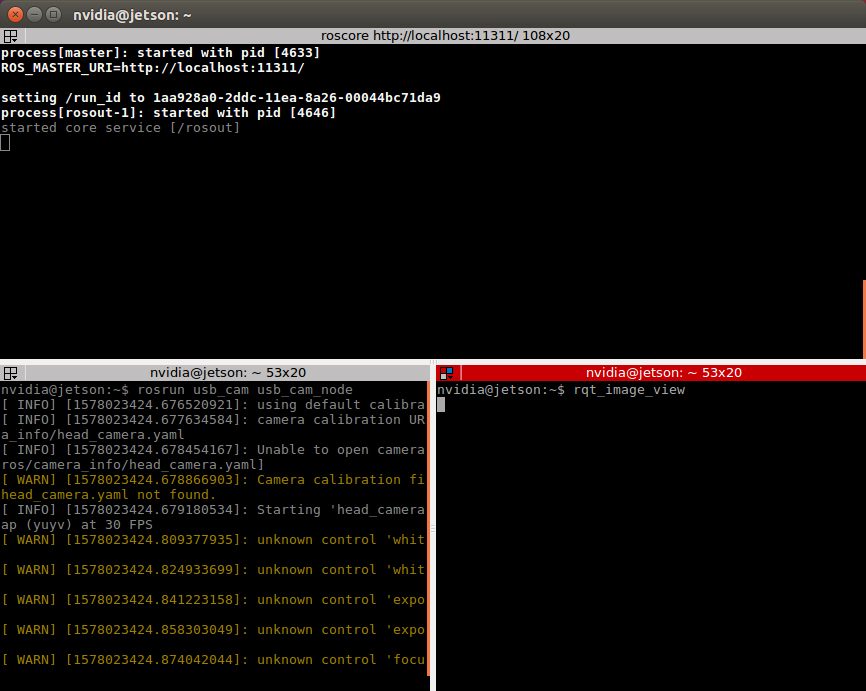 nvidia@jetson: ~
roscore http://localhost:11311/ 108x20
process[master]: started with pid [4633]
ROS_MASTER_URI=http://localhost:11311/
setting /run_id to 1aa928a0-2ddc-11ea-8a26-00044bc71da9
process[rosout-1]: started with pid [4646]
started core service [/rosout]
nvidia@jetson: ~ 53x20
nvidia@jetson:~$ rosrun usb_cam usb_cam_node
[ INFO] [1578023424.676520921]: using default calibra
[ INFO] [1578023424.677634584]: camera calibration UR
a_info/head_camera.yaml
[ INFO] [1578023424.678454167]: Unable to open camera
ros/camera_info/head_camera.yaml]
[ WARN] [1578023424.678866903]: Camera calibration fi
head_camera.yaml not found.
[ INFO] [1578023424.679180534]: Starting 'head_camera
ap (yuyv) at 30 FPS
[ WARN] [1578023424.809377935]: unknown control 'whit
[ WARN] [1578023424.824933699]: unknown control 'whit
[ WARN] [1578023424.841223158]: unknown control 'expo
[ WARN] [1578023424.858303049]: unknown control 'expo
[ WARN] [1578023424.874042044]: unknown control 'focu
nvidia@jetson: ~ 53x20
nvidia@jetson:~$ rqt_image_view